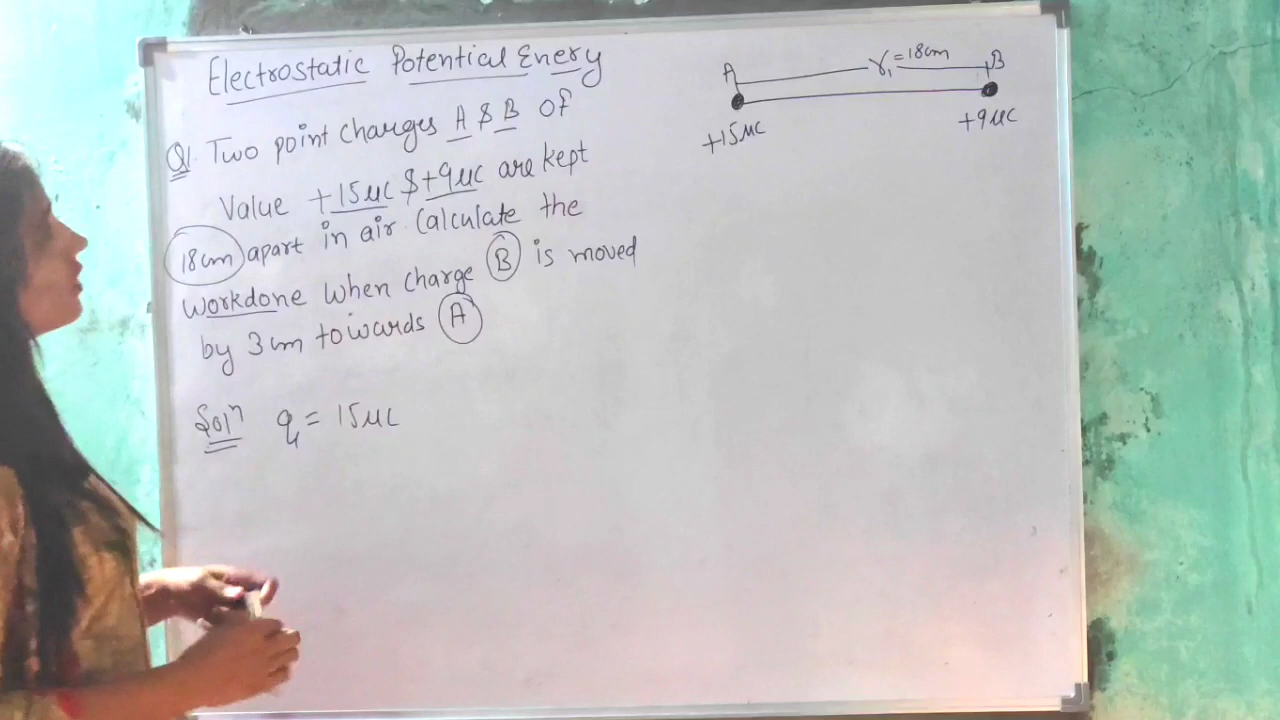 Electrostatic Potential Enery
Q1. Two point charges A & B of
Value +15μC & +9μC are kept
18cm apart in air. Calculate the
workdone when charge B is moved
by 3cm towards A
Solⁿ q₁ = 15μC
A r₁ = 18cm B
+15μC +9μC